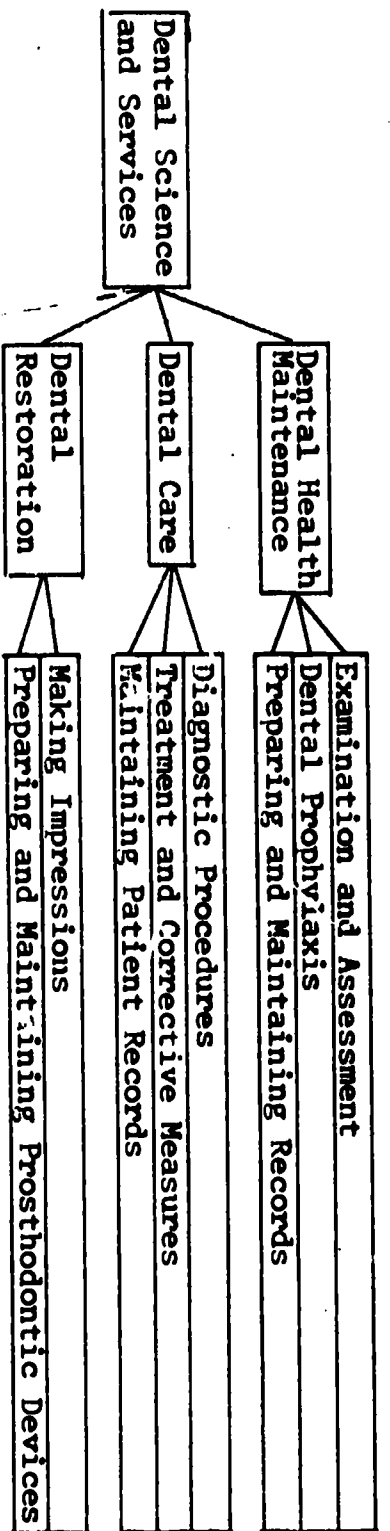 Dental Science
and Services
Dental Health
Maintenance
Examination and Assessment
Dental Prophyiaxis
Preparing and Maintaining Records
Dental Care
Diagnostic Procedures
Treatment and Corrective Measures
Maintaining Patient Records
Dental
Restoration
Making Impressions
Preparing and Maintaining Prosthodontic Devices